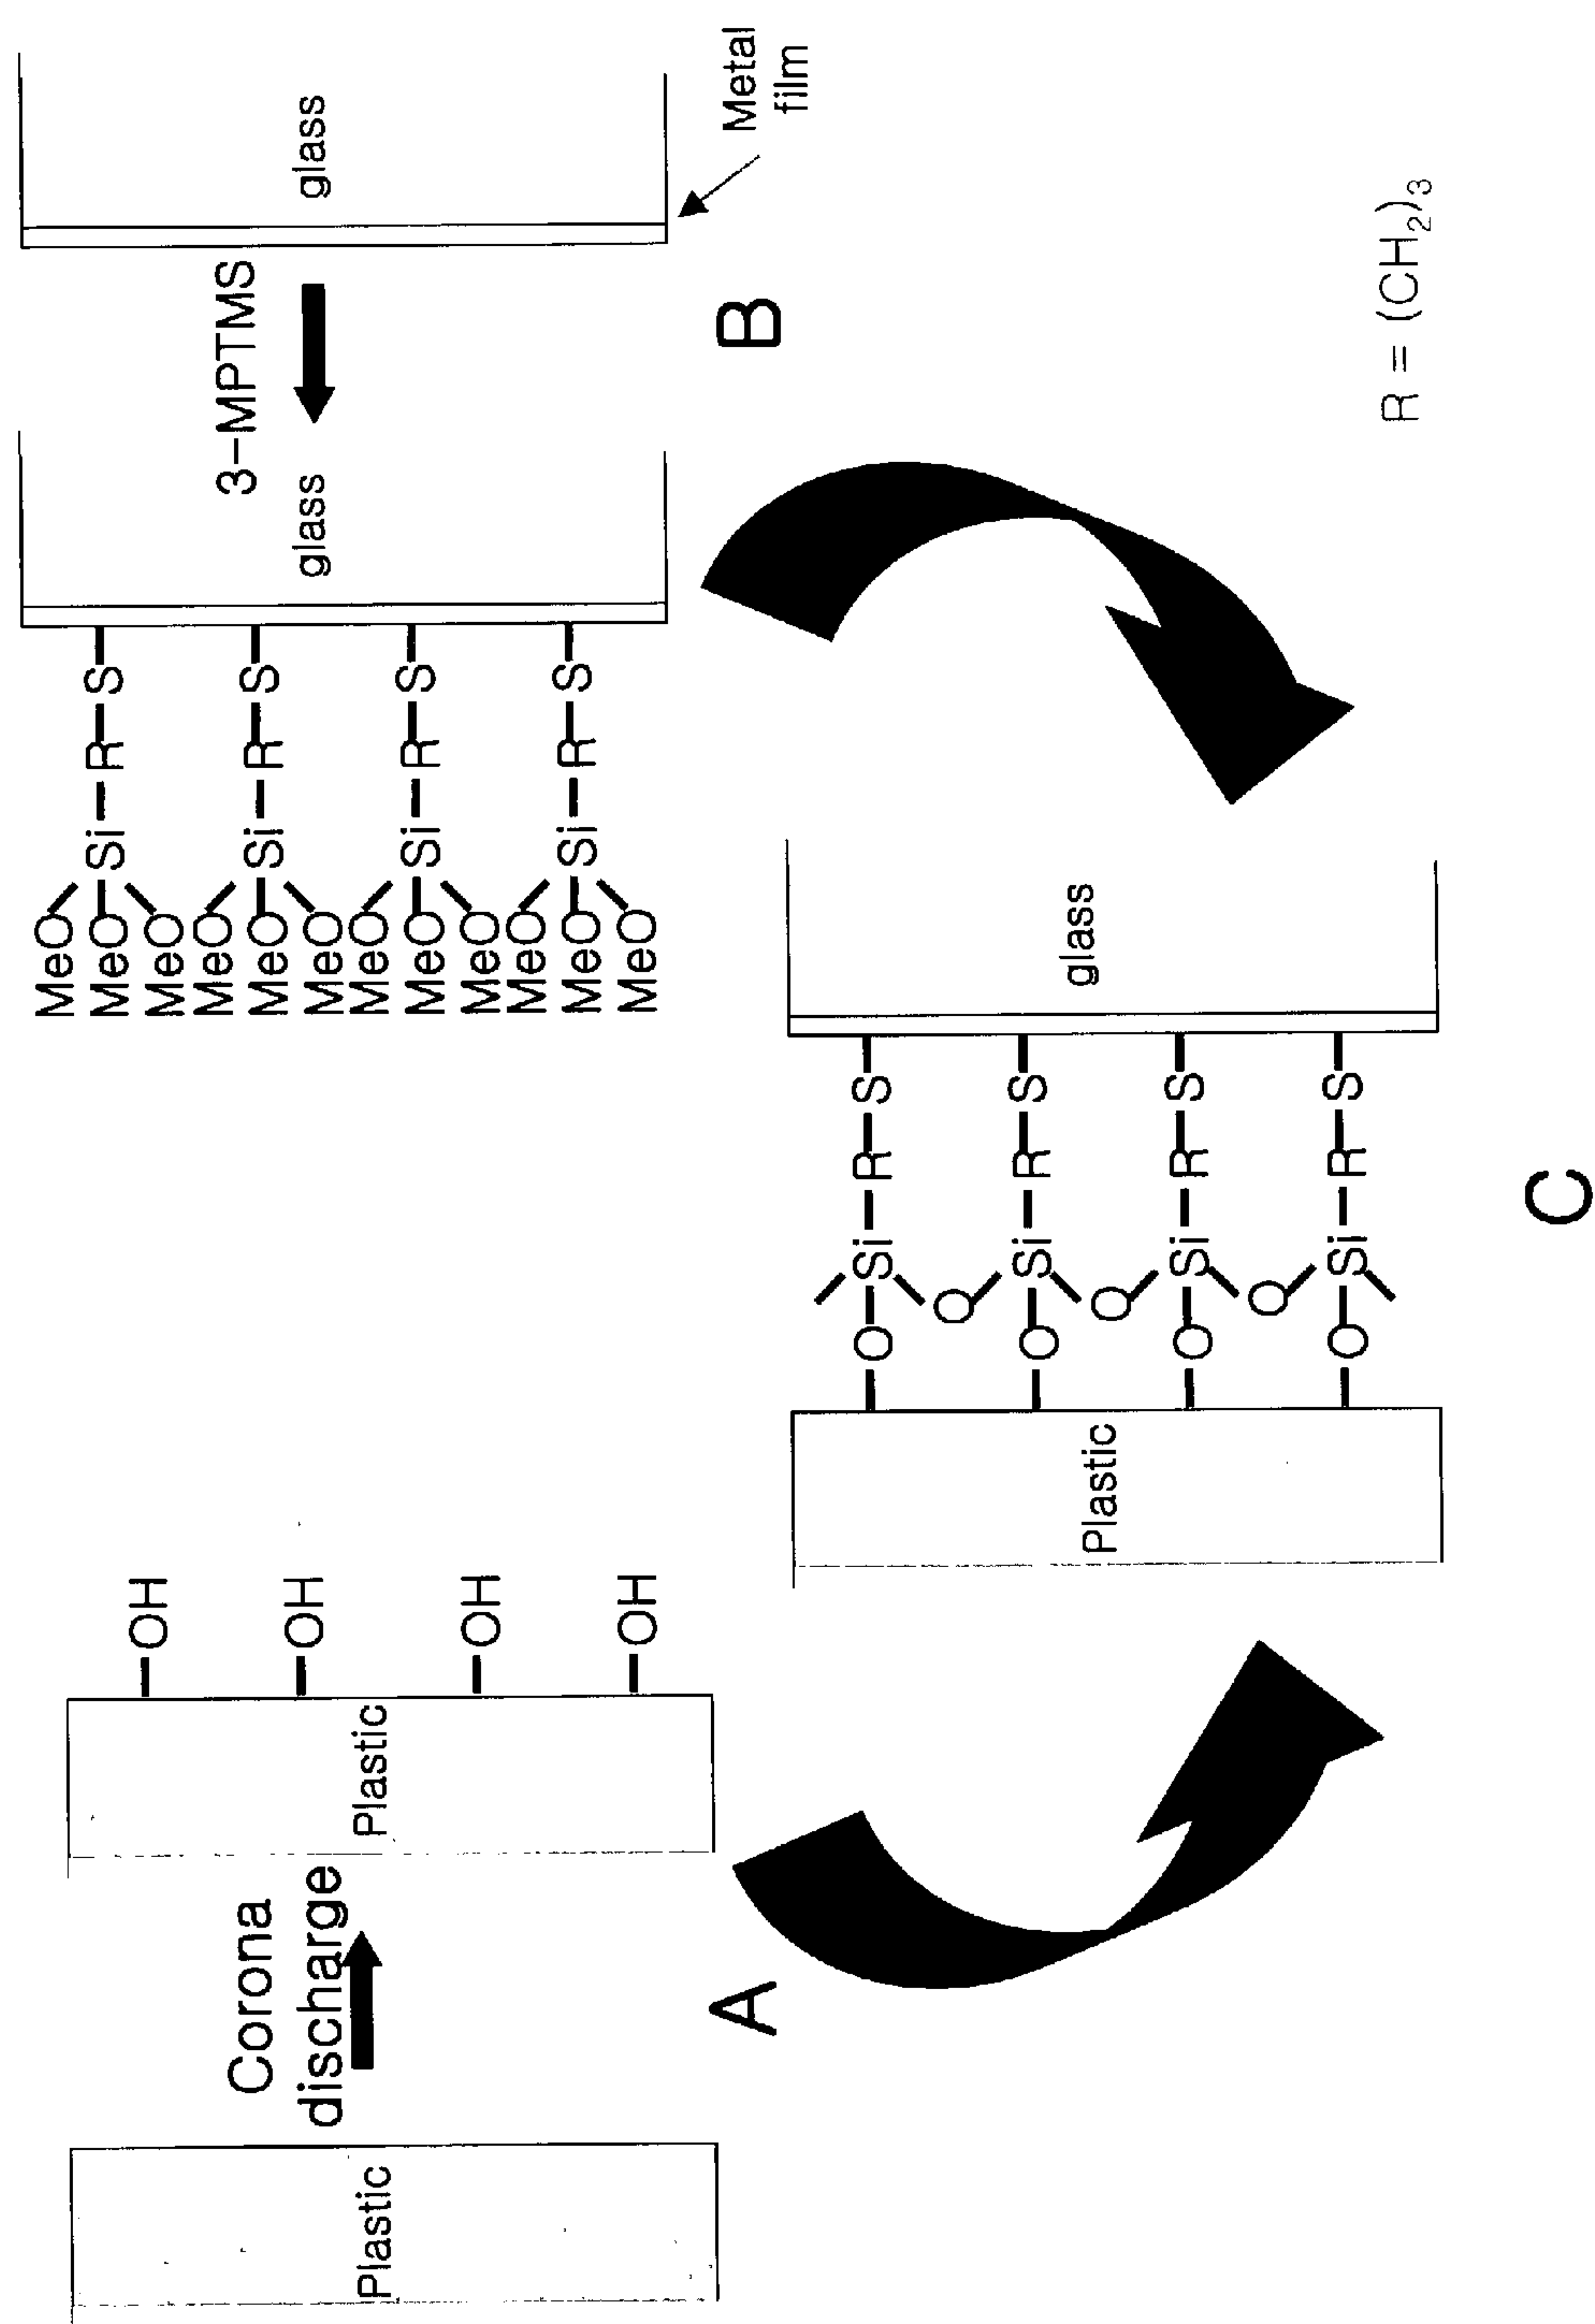 Plastic
Corona
discharge
Plastic
–OH
–OH
–OH
–OH
A
MeO
MeO
MeO
Si–R–S
MeO
MeO
MeO
Si–R–S
MeO
MeO
MeO
Si–R–S
MeO
MeO
MeO
Si–R–S
glass
3–MPTMS
glass
Metal
film
B
Plastic
–O–Si–R–S
O
–O–Si–R–S
O
–O–Si–R–S
O
–O–Si–R–S
glass
C
R = (CH₂)₃